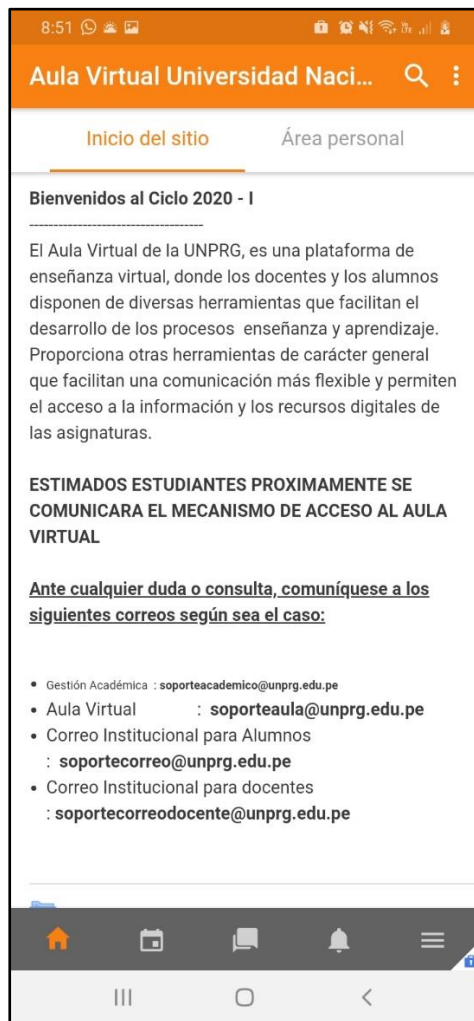 8:51
Aula Virtual Universidad Naci...
Inicio del sitio
Área personal
Bienvenidos al Ciclo 2020 - I
------------------------------------
El Aula Virtual de la UNPRG, es una plataforma de
enseñanza virtual, donde los docentes y los alumnos
disponen de diversas herramientas que facilitan el
desarrollo de los procesos enseñanza y aprendizaje.
Proporciona otras herramientas de carácter general
que facilitan una comunicación más flexible y permiten
el acceso a la información y los recursos digitales de
las asignaturas.
ESTIMADOS ESTUDIANTES PROXIMAMENTE SE
COMUNICARA EL MECANISMO DE ACCESO AL AULA
VIRTUAL
Ante cualquier duda o consulta, comuníquese a los
siguientes correos según sea el caso:
• Gestión Académica : soporteacademico@unprg.edu.pe
• Aula Virtual : soporteaula@unprg.edu.pe
• Correo Institucional para Alumnos
: soportecorreo@unprg.edu.pe
• Correo Institucional para docentes
: soportecorreodocente@unprg.edu.pe